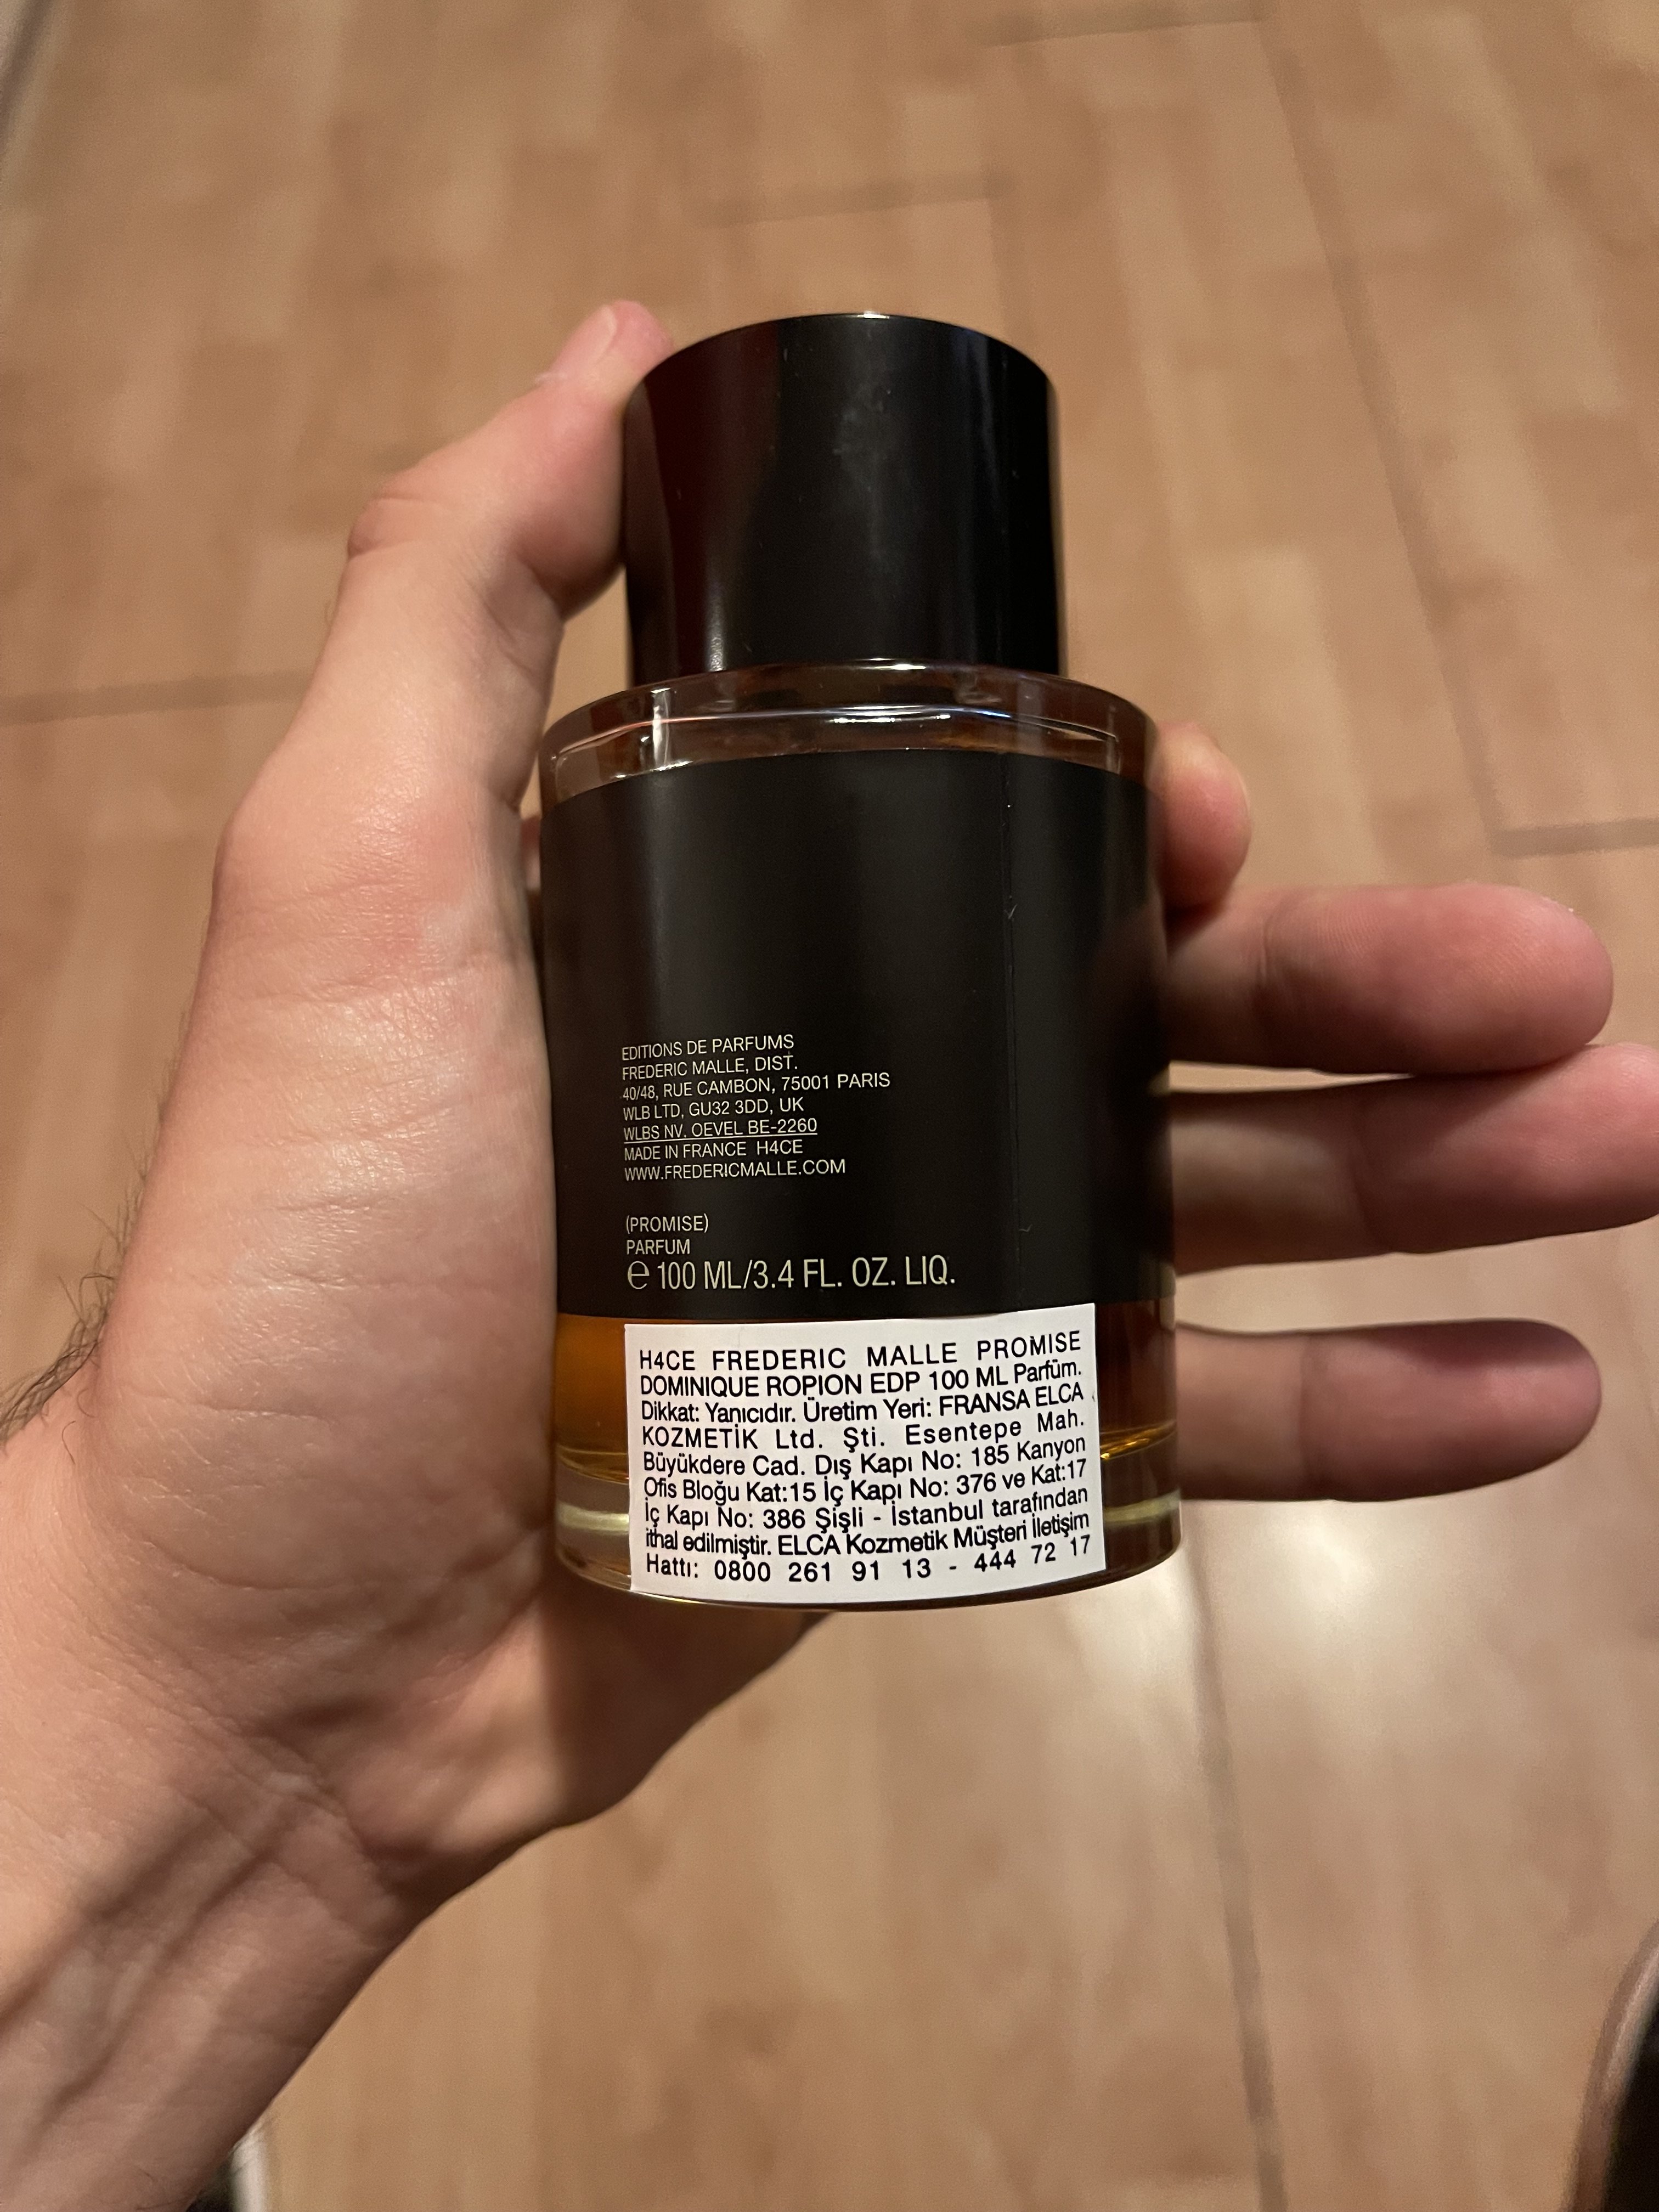 EDITIONS DE PARFUMS
FREDERIC MALLE, DIST.
40/48, RUE CAMBON, 75001 PARIS
WLB LTD, GU32 3DD, UK
WLBS NV. OEVEL BE-2260
MADE IN FRANCE H4CE
WWW.FREDERICMALLE.COM
(PROMISE)
PARFUM
℮ 100 ML/3.4 FL. OZ. LIQ.
H4CE FREDERIC MALLE PROMISE
DOMINIQUE ROPION EDP 100 ML Parfüm.
Dikkat: Yanıcıdır. Üretim Yeri: FRANSA ELCA
KOZMETİK Ltd. Şti. Esentepe Mah.
Büyükdere Cad. Dış Kapı No: 185 Kanyon
Ofis Bloğu Kat:15 İç Kapı No: 376 ve Kat:17
İç Kapı No: 386 Şişli - İstanbul tarafından
ithal edilmiştir. ELCA Kozmetik Müşteri İletişim
Hattı: 0800 261 91 13 - 444 72 17